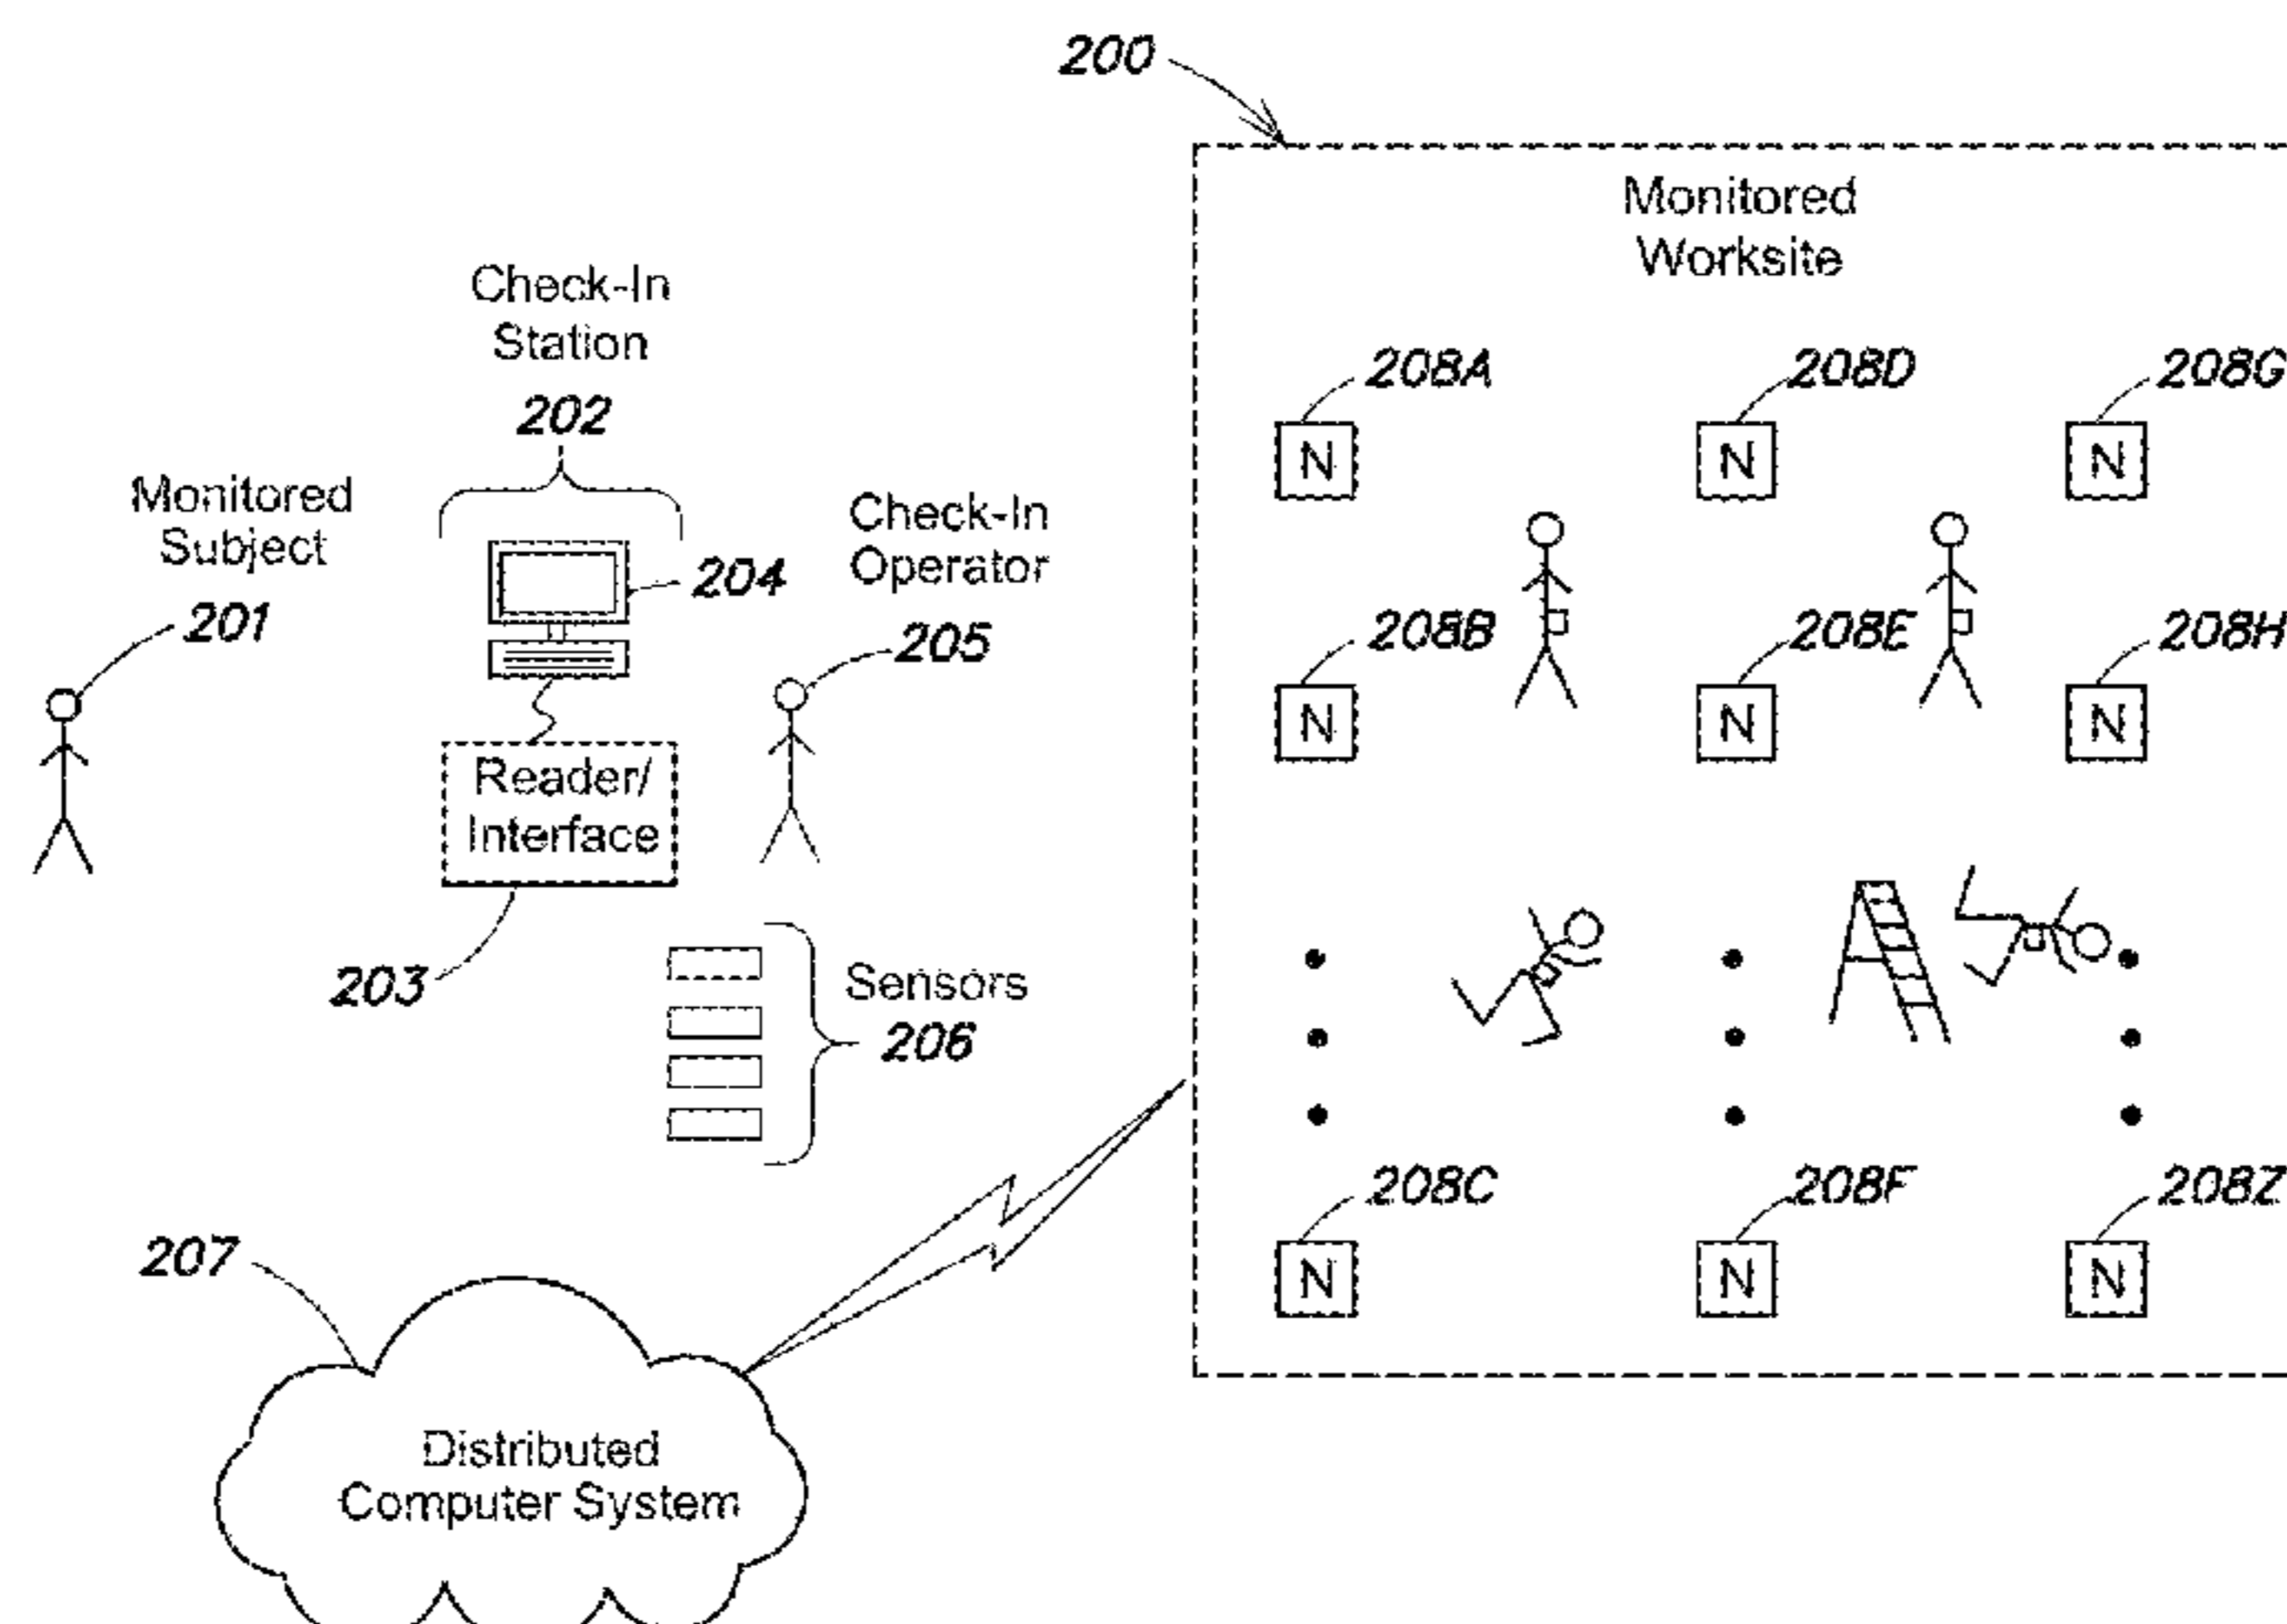 200
Monitored
Worksite
Check-In
Station
202
208A
208D
208G
N
N
N
Monitored
Subject
201
204
Check-In
Operator
205
208B
208E
208H
N
N
N
Reader/
Interface
203
Sensors
206
208C
208F
208Z
N
N
N
207
Distributed
Computer System